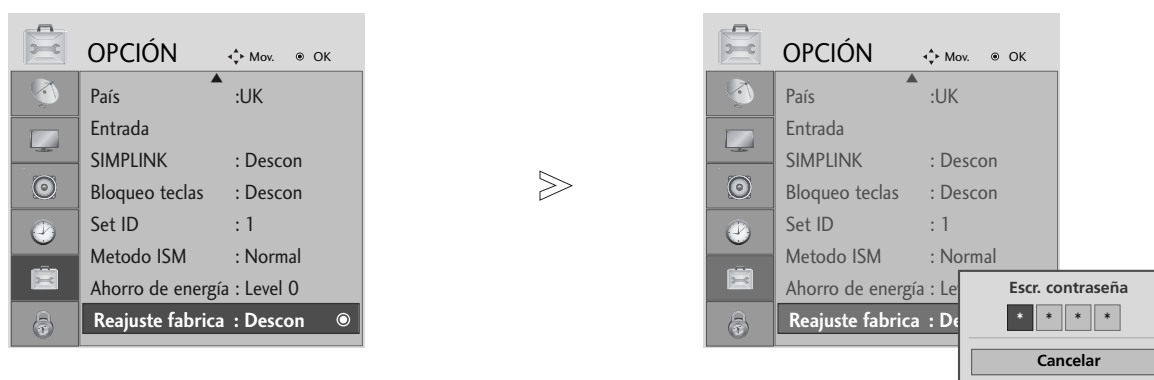 OPCIÓN Mov. OK
País :UK
Entrada
SIMPLINK : Descon
Bloqueo teclas : Descon
Set ID : 1
Metodo ISM : Normal
Ahorro de energía : Level 0
Reajuste fabrica : Descon
OPCIÓN Mov. OK
País :UK
Entrada
SIMPLINK : Descon
Bloqueo teclas : Descon
Set ID : 1
Metodo ISM : Normal
Ahorro de energía : Le
Reajuste fabrica : De
Escr. contraseña
* * * *
Cancelar